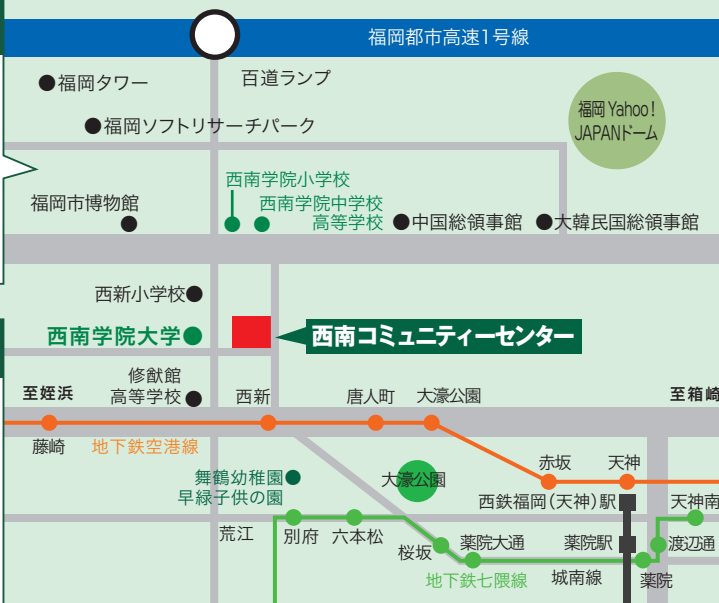 福岡都市高速1号線
●福岡タワー
百道ランプ
福岡 Yahoo!
JAPANドーム
●福岡ソフトリサーチパーク
西南学院小学校
福岡市博物館
西南学院中学校
高等学校
●中国総領事館
●大韓民国総領事館
西新小学校●
西南学院大学●
西南コミュニティーセンター
修猷館
高等学校
至姪浜
西新
唐人町
大濠公園
至箱崎
藤崎
地下鉄空港線
赤坂
天神
舞鶴幼稚園●
早緑子供の園
大濠公園
西鉄福岡(天神)駅
天神南
荒江
別府
六本松
桜坂
薬院大通
薬院駅
渡辺通
地下鉄七隈線
城南線
薬院